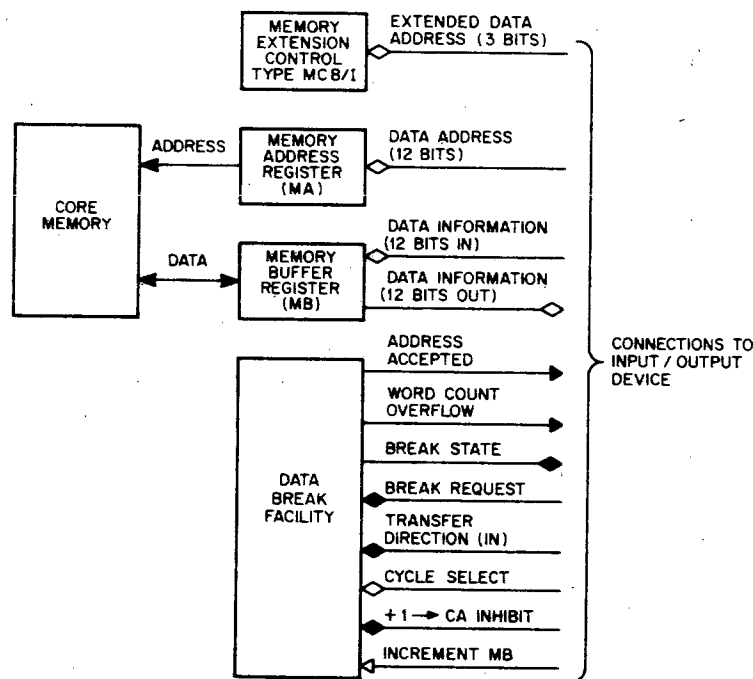 MEMORY
EXTENSION
CONTROL
TYPE MC8/I
EXTENDED DATA
ADDRESS (3 BITS)
CORE
MEMORY
ADDRESS
MEMORY
ADDRESS
REGISTER
(MA)
DATA ADDRESS
(12 BITS)
DATA
MEMORY
BUFFER
REGISTER
(MB)
DATA INFORMATION
(12 BITS IN)
DATA INFORMATION
(12 BITS OUT)
DATA
BREAK
FACILITY
ADDRESS
ACCEPTED
WORD COUNT
OVERFLOW
BREAK STATE
BREAK REQUEST
TRANSFER
DIRECTION (IN)
CYCLE SELECT
+1 → CA INHIBIT
INCREMENT MB
CONNECTIONS TO
INPUT / OUTPUT
DEVICE